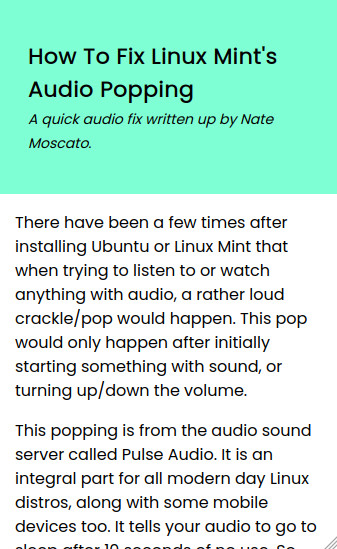 How To Fix Linux Mint's
Audio Popping
A quick audio fix written up by Nate
Moscato.
There have been a few times after
installing Ubuntu or Linux Mint that
when trying to listen to or watch
anything with audio, a rather loud
crackle/pop would happen. This pop
would only happen after initially
starting something with sound, or
turning up/down the volume.
This popping is from the audio sound
server called Pulse Audio. It is an
integral part for all modern day Linux
distros, along with some mobile
devices too. It tells your audio to go to
sleep after 10 seconds of no use. So